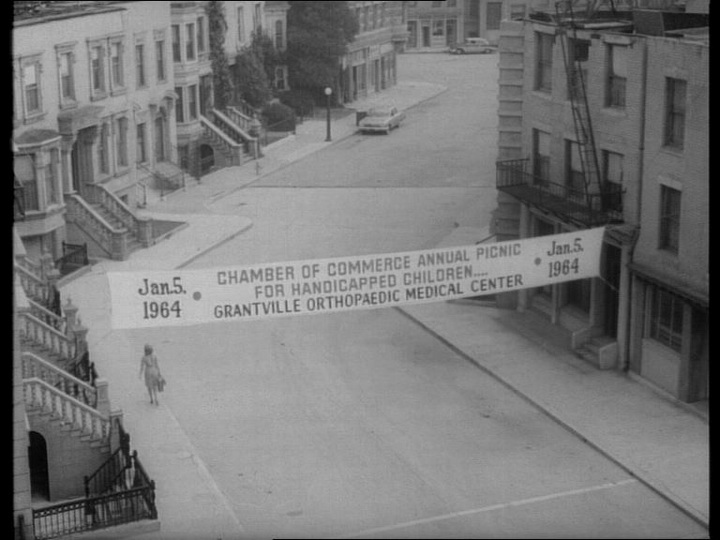 Jan.5.
1964
CHAMBER OF COMMERCE ANNUAL PICNIC
FOR HANDICAPPED CHILDREN....
GRANTVILLE ORTHOPAEDIC MEDICAL CENTER
Jan.5.
1964